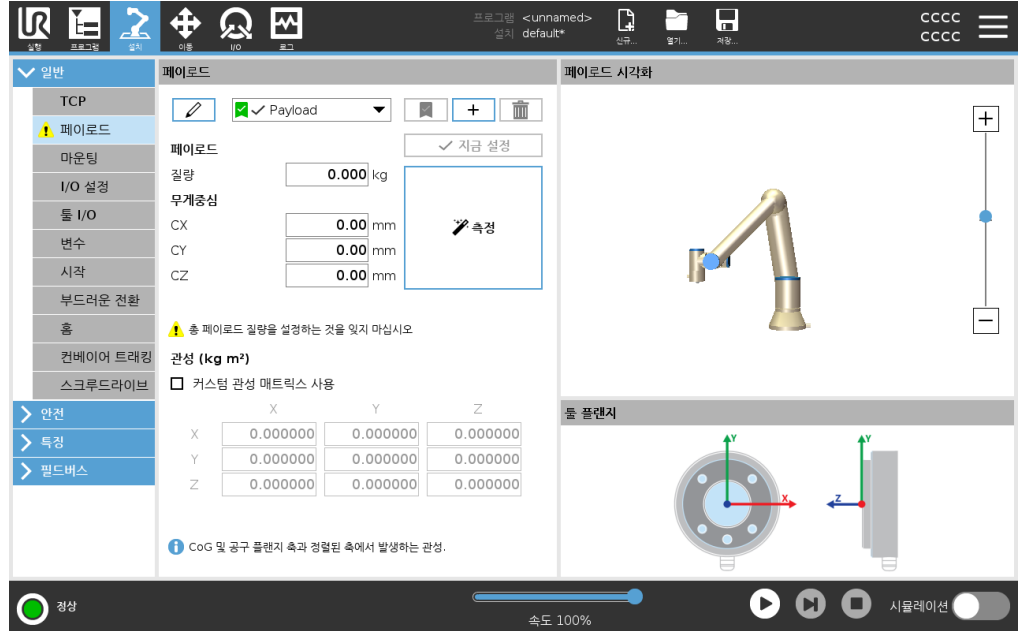 UR
실행
프로그램
설치
이동
I/O
로그
프로그램 <unnamed>
설치 default*
신규...
열기...
저장...
CCCC
CCCC
일반
TCP
페이로드
마운팅
I/O 설정
툴 I/O
변수
시작
부드러운 전환
홈
컨베이어 트래킹
스크루드라이브
안전
특징
필드버스
페이로드
Payload
지금 설정
페이로드
질량 0.000 kg
무게중심
CX 0.00 mm
CY 0.00 mm
CZ 0.00 mm
측정
총 페이로드 질량을 설정하는 것을 잊지 마십시오
관성 (kg m²)
커스텀 관성 매트릭스 사용
X Y Z
X 0.000000 0.000000 0.000000
Y 0.000000 0.000000 0.000000
Z 0.000000 0.000000 0.000000
CoG 및 공구 플랜지 축과 정렬된 축에서 발생하는 관성.
페이로드 시각화
툴 플랜지
Y
X
Y
Z
정상
속도 100%
시뮬레이션